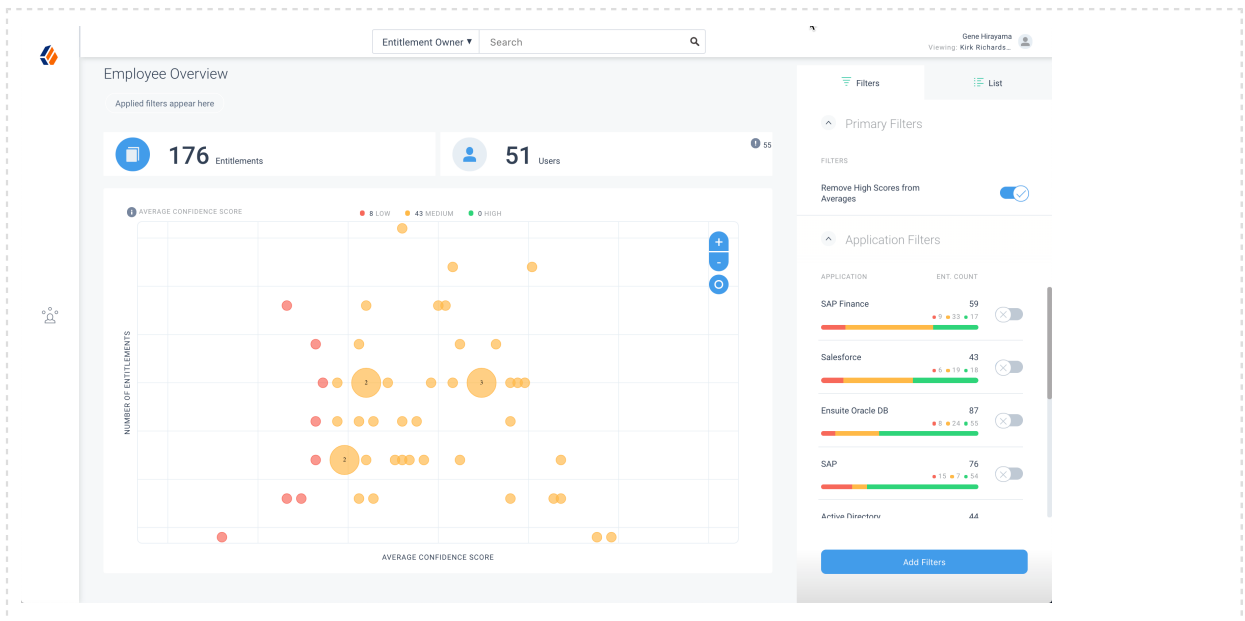 Entitlement Owner ▼ Search
Gene Hirayama
Viewing: Kirk Richards...
Employee Overview
Applied filters appear here
176 Entitlements
51 Users
55
AVERAGE CONFIDENCE SCORE
8 LOW 43 MEDIUM 0 HIGH
+
-
NUMBER OF ENTITLEMENTS
2
3
2
AVERAGE CONFIDENCE SCORE
Filters
List
Primary Filters
FILTERS
Remove High Scores from
Averages
Application Filters
APPLICATION ENT. COUNT
SAP Finance 59
9 33 17
Salesforce 43
6 19 18
Ensuite Oracle DB 87
8 24 55
SAP 76
15 7 54
Active Directory 44
Add Filters